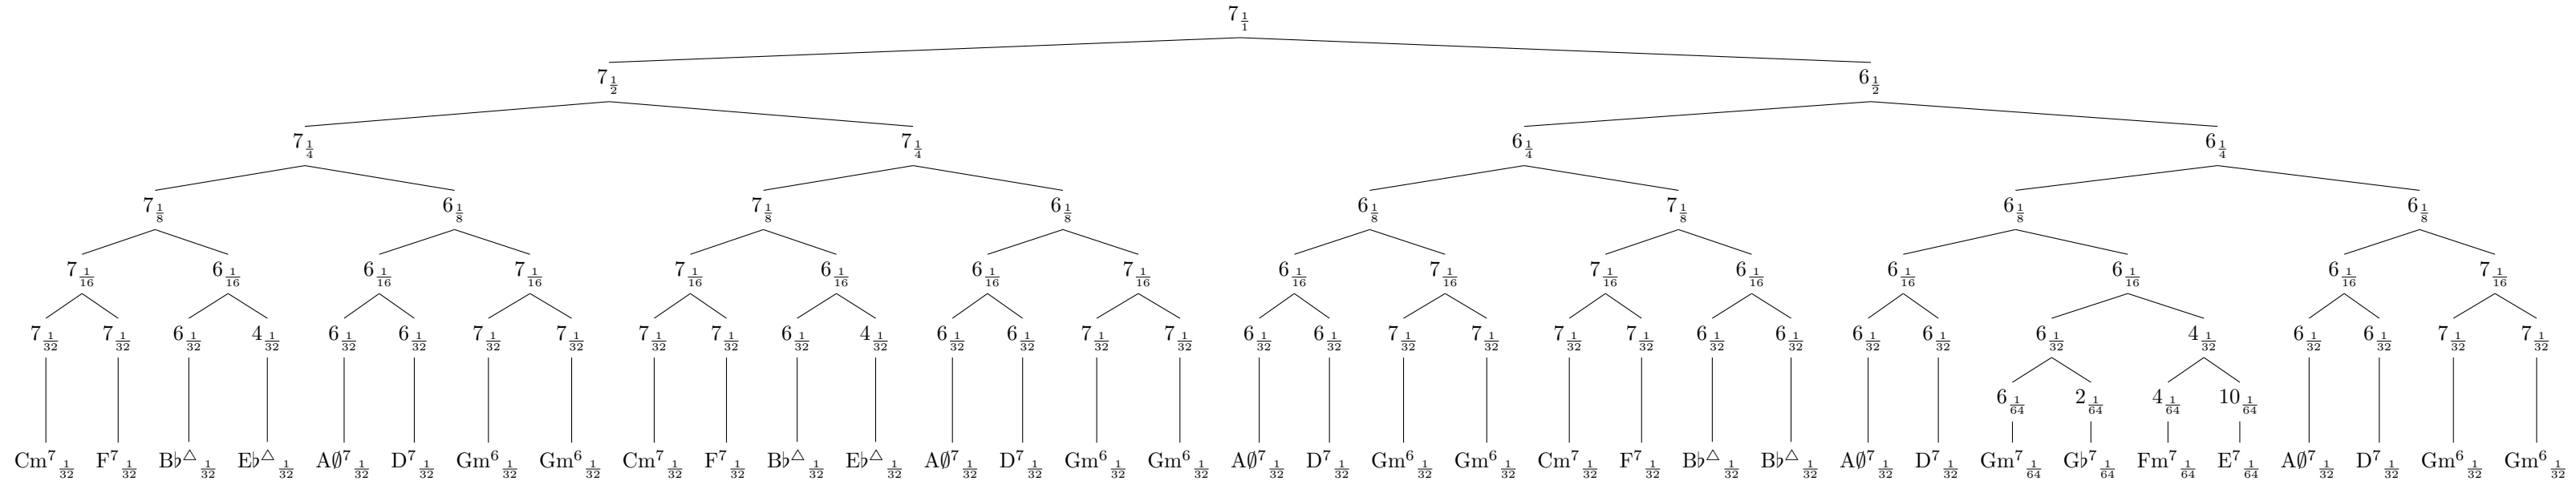 7 1/1
7 1/2 6 1/2
7 1/4 7 1/4 6 1/4 6 1/4
7 1/8 6 1/8 7 1/8 6 1/8 6 1/8 7 1/8 6 1/8 6 1/8
7 1/16 6 1/16 6 1/16 7 1/16 7 1/16 6 1/16 6 1/16 7 1/16 6 1/16 7 1/16 7 1/16 6 1/16 6 1/16 6 1/16 6 1/16 7 1/16
7 1/32 7 1/32 6 1/32 4 1/32 6 1/32 6 1/32 7 1/32 7 1/32 7 1/32 7 1/32 6 1/32 4 1/32 6 1/32 6 1/32 7 1/32 7 1/32 6 1/32 6 1/32 7 1/32 7 1/32 7 1/32 7 1/32 6 1/32 6 1/32 6 1/32 6 1/32 6 1/32 4 1/32 6 1/32 6 1/32 7 1/32 7 1/32
6 1/64 2 1/64 4 1/64 10 1/64
Cm⁷ 1/32 F⁷ 1/32 B♭△ 1/32 E♭△ 1/32 A∅⁷ 1/32 D⁷ 1/32 Gm⁶ 1/32 Gm⁶ 1/32 Cm⁷ 1/32 F⁷ 1/32 B♭△ 1/32 E♭△ 1/32 A∅⁷ 1/32 D⁷ 1/32 Gm⁶ 1/32 Gm⁶ 1/32 A∅⁷ 1/32 D⁷ 1/32 Gm⁶ 1/32 Gm⁶ 1/32 Cm⁷ 1/32 F⁷ 1/32 B♭△ 1/32 B♭△ 1/32 A∅⁷ 1/32 D⁷ 1/32 Gm⁷ 1/64 G♭⁷ 1/64 Fm⁷ 1/64 E⁷ 1/64 A∅⁷ 1/32 D⁷ 1/32 Gm⁶ 1/32 Gm⁶ 1/32